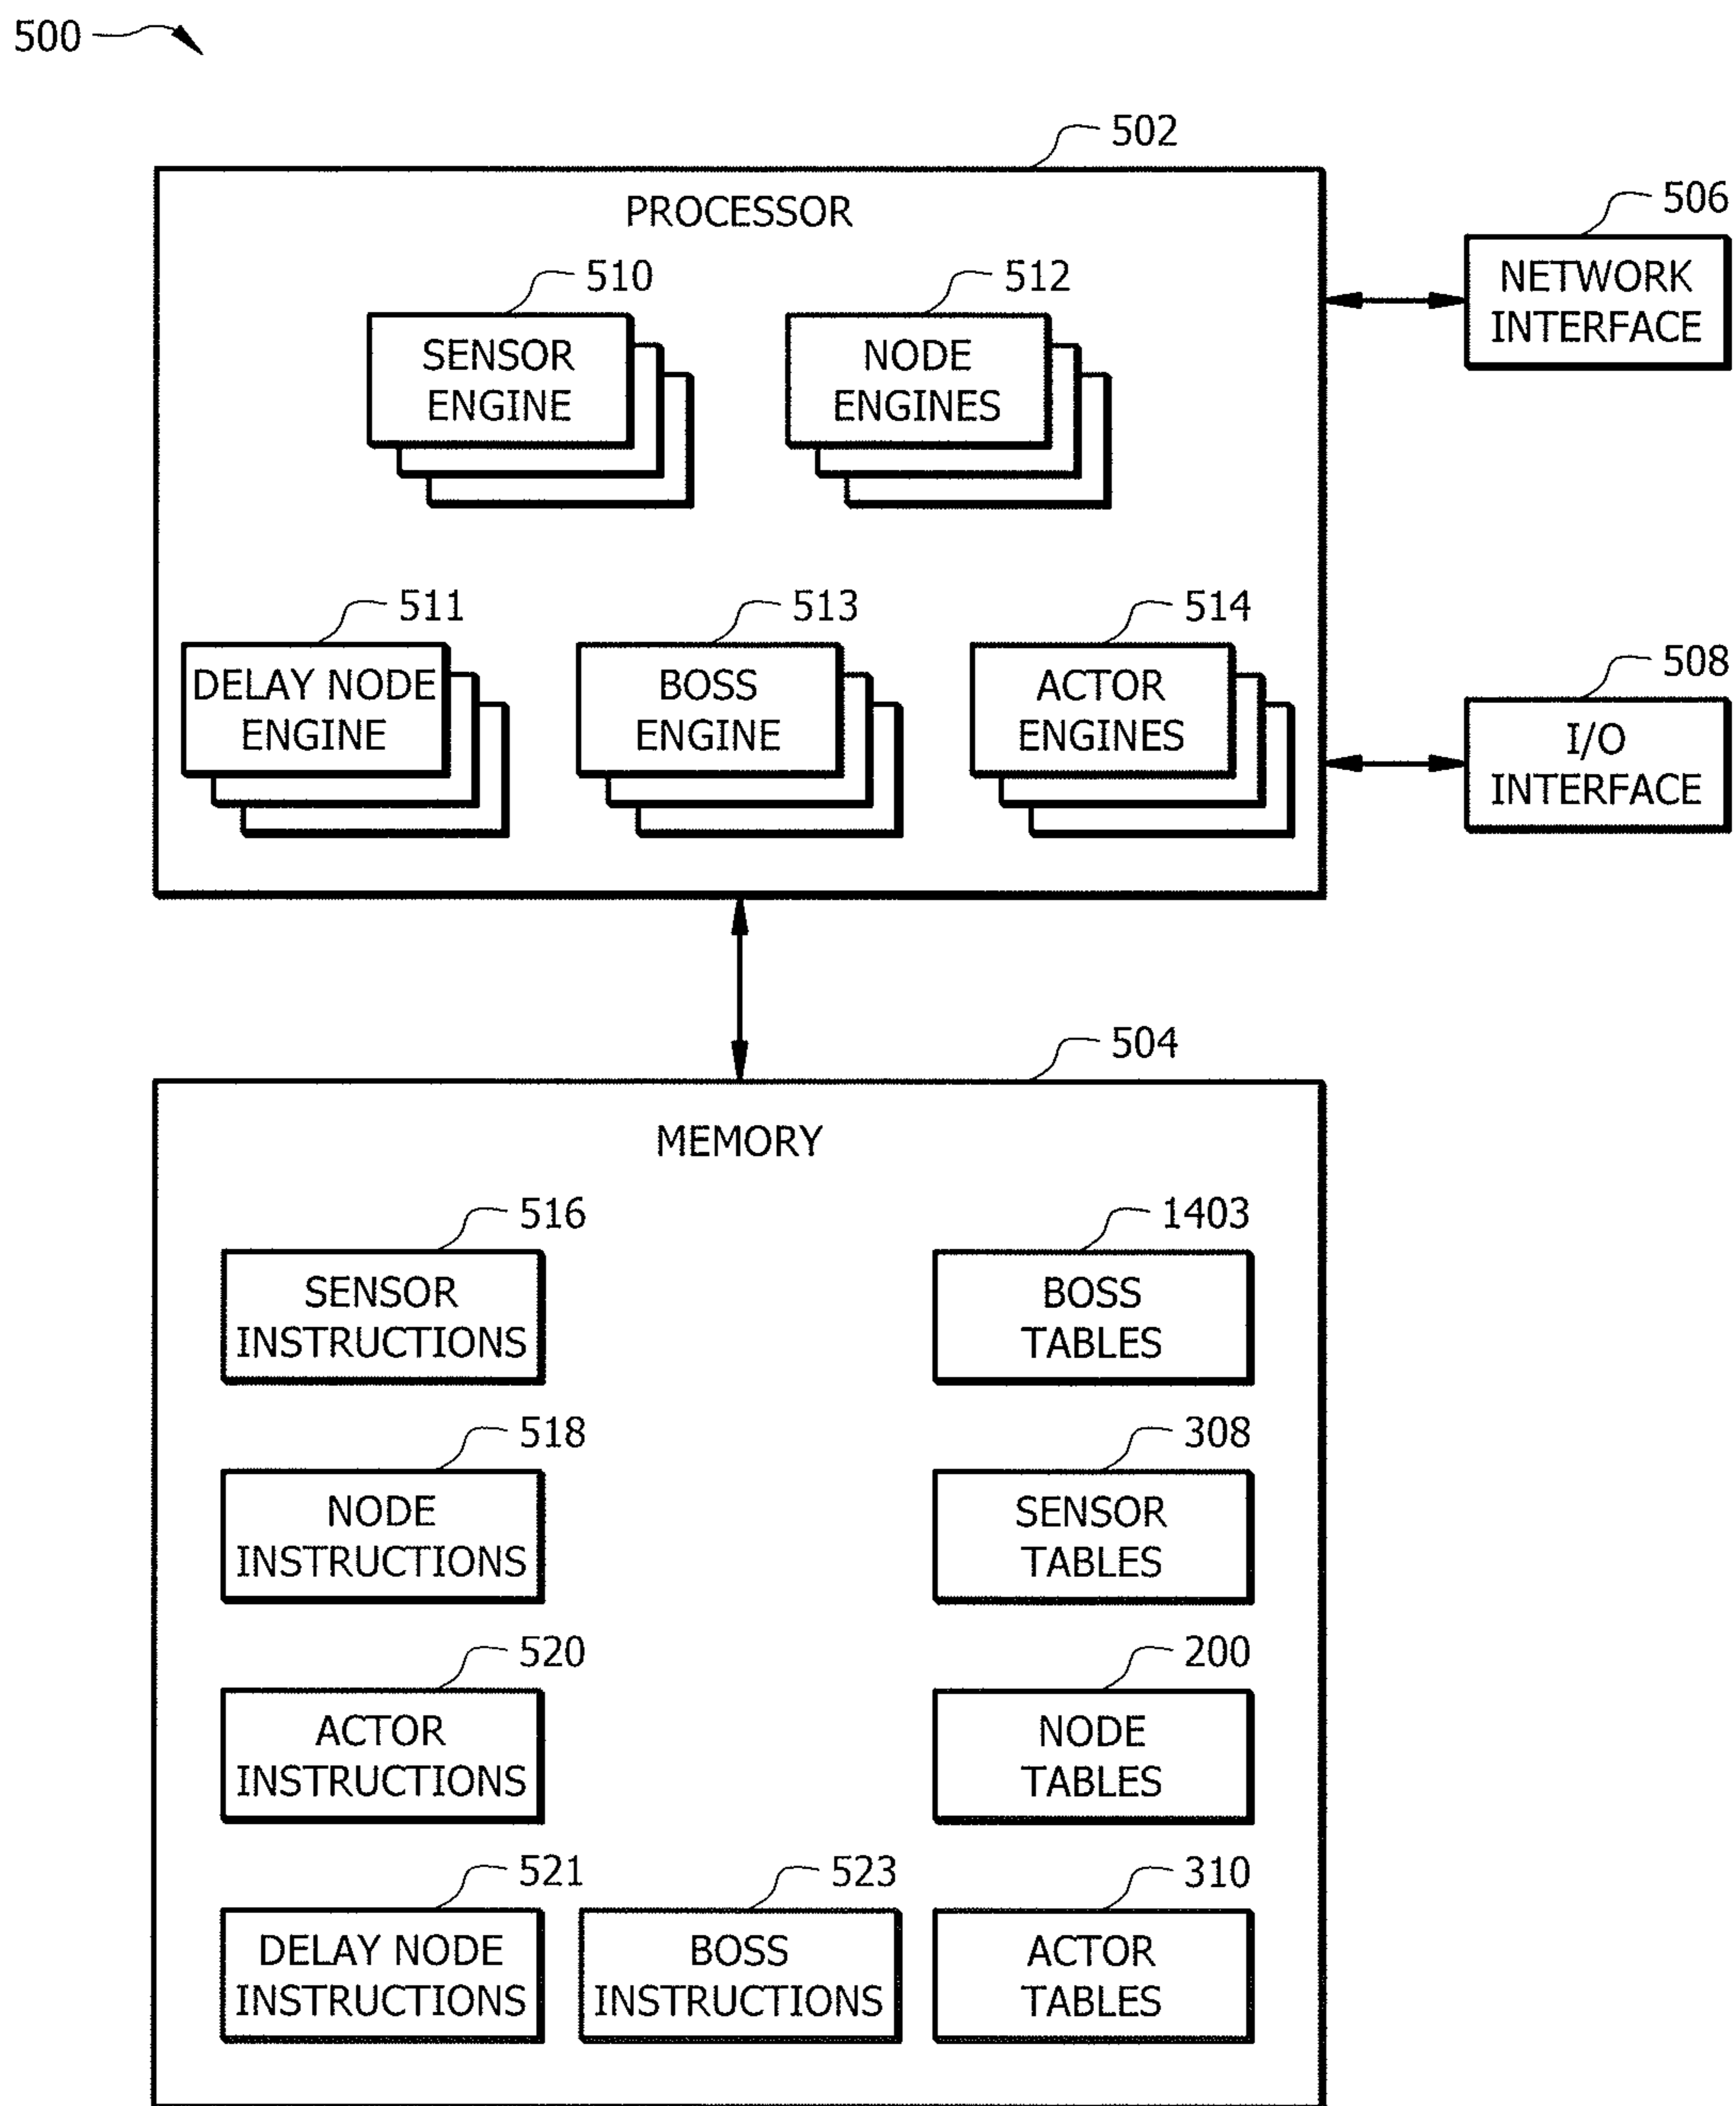 500
502
PROCESSOR
506
NETWORK
INTERFACE
510
SENSOR
ENGINE
512
NODE
ENGINES
511
DELAY NODE
ENGINE
513
BOSS
ENGINE
514
ACTOR
ENGINES
508
I/O
INTERFACE
504
MEMORY
516
SENSOR
INSTRUCTIONS
1403
BOSS
TABLES
518
NODE
INSTRUCTIONS
308
SENSOR
TABLES
520
ACTOR
INSTRUCTIONS
200
NODE
TABLES
521
DELAY NODE
INSTRUCTIONS
523
BOSS
INSTRUCTIONS
310
ACTOR
TABLES